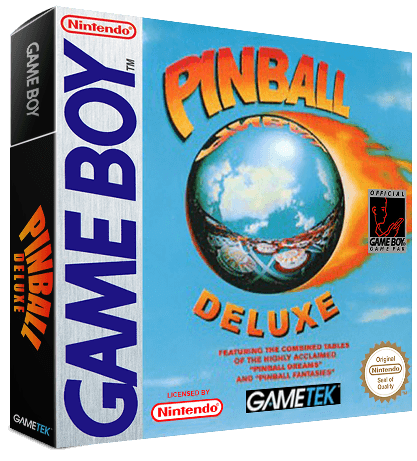 GAME BOY
PINBALL
DELUXE
GAMETEK
Nintendo
GAME BOY™
PINBALL
DELUXE
OFFICIAL
GAME BOY
GAME PAK
FEATURING THE COMBINED TABLES
OF THE HIGHLY ACCLAIMED
"PINBALL DREAMS"
AND "PINBALL FANTASIES"
LICENSED BY
Nintendo
GAMETEK
Original
Nintendo
Seal of
Quality